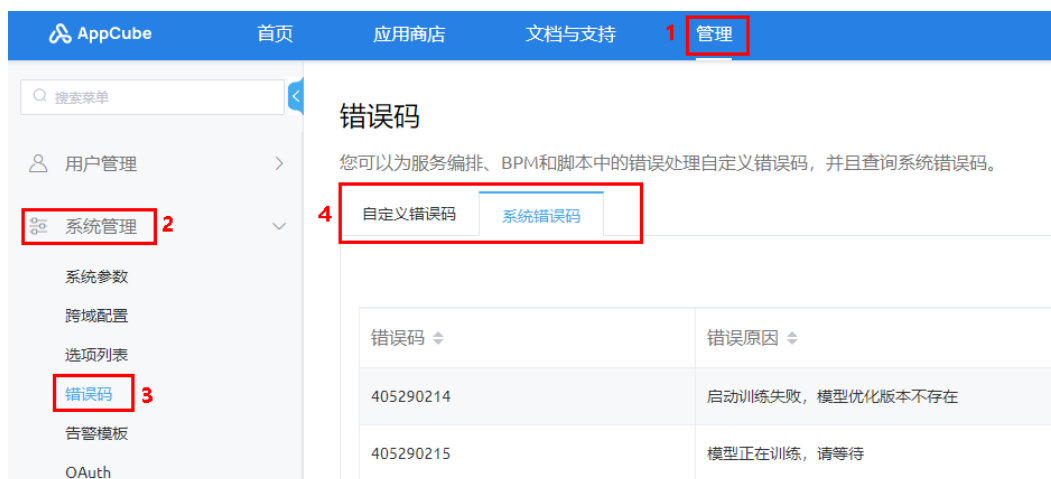 AppCube 首页 应用商店 文档与支持 1 管理
搜索菜单
错误码
用户管理
您可以为服务编排、BPM和脚本中的错误处理自定义错误码，并且查询系统错误码。
系统管理 2
4 自定义错误码 系统错误码
系统参数
跨域配置
选项列表
错误码 3
告警模板
OAuth
错误码 错误原因
405290214 启动训练失败，模型优化版本不存在
405290215 模型正在训练，请等待